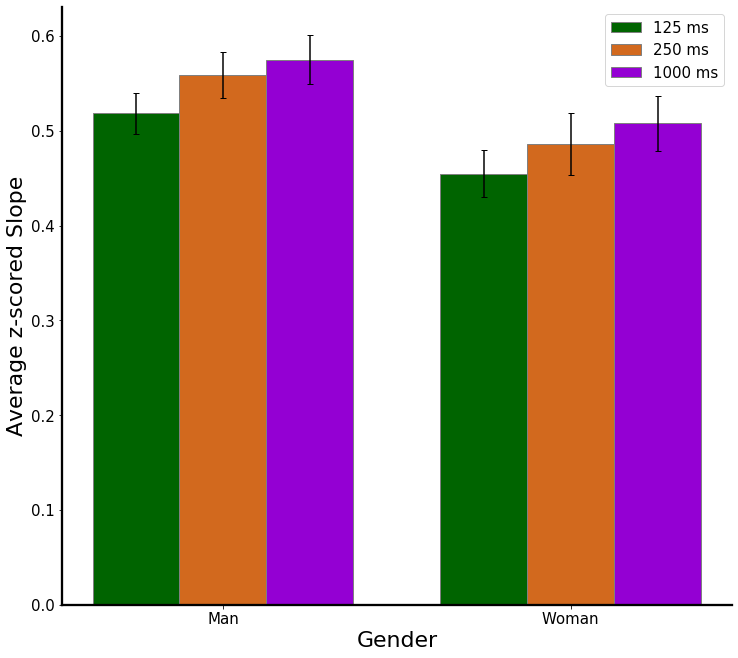 125 ms
250 ms
1000 ms
Average z-scored Slope
0.6
0.5
0.4
0.3
0.2
0.1
0.0
Man
Woman
Gender